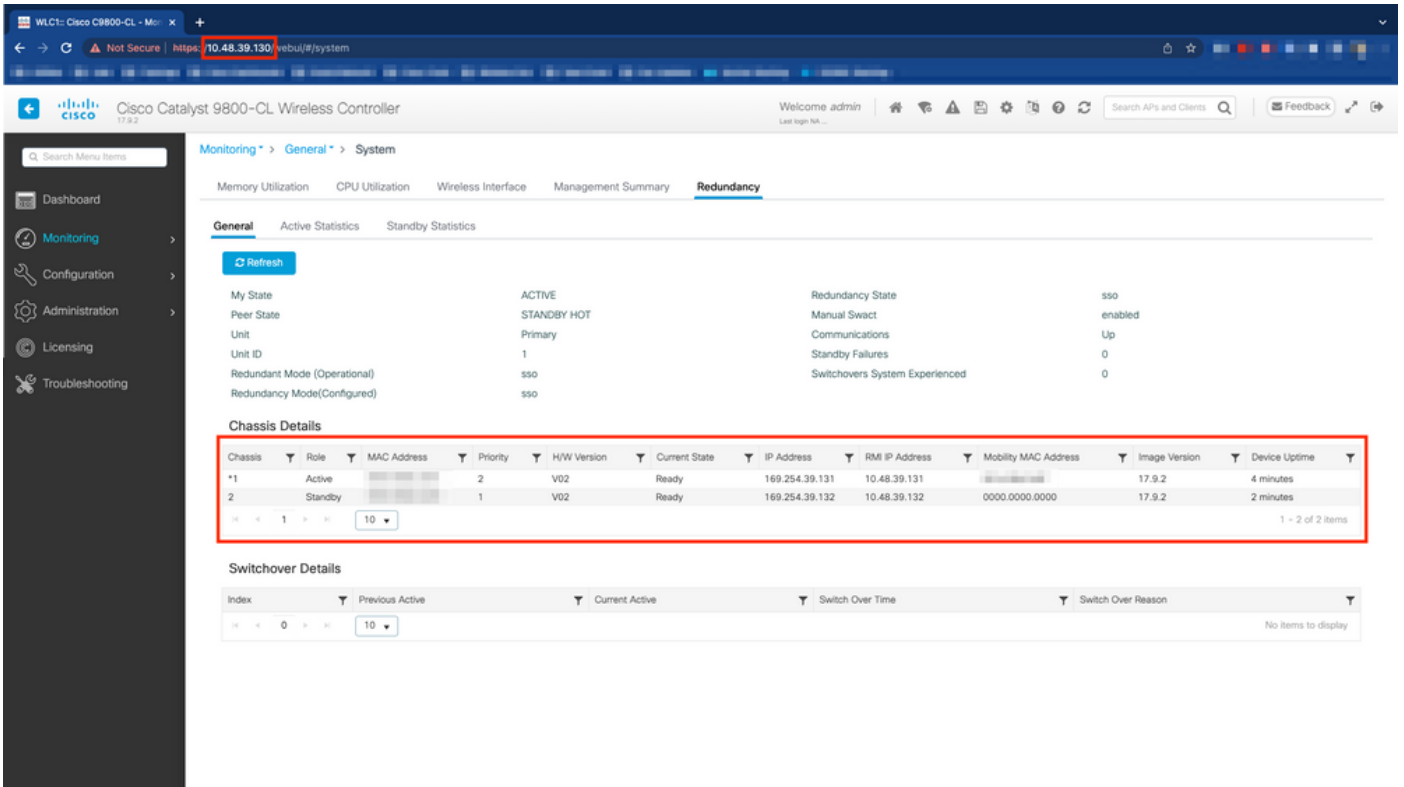 WLC1:: Cisco C9800-CL - Mon
Not Secure | https://10.48.39.130/webui/#/system
CISCO
Cisco Catalyst 9800-CL Wireless Controller
17.9.2
Welcome admin
Last login NA ...
Search APs and Clients
Feedback
Search Menu Items
Dashboard
Monitoring
Configuration
Administration
Licensing
Troubleshooting
Monitoring > General > System
Memory Utilization CPU Utilization Wireless Interface Management Summary Redundancy
General Active Statistics Standby Statistics
Refresh
My State ACTIVE Redundancy State sso
Peer State STANDBY HOT Manual Swact enabled
Unit Primary Communications Up
Unit ID 1 Standby Failures 0
Redundant Mode (Operational) sso Switchovers System Experienced 0
Redundancy Mode(Configured) sso
Chassis Details
Chassis Role MAC Address Priority H/W Version Current State IP Address RMI IP Address Mobility MAC Address Image Version Device Uptime
*1 Active 2 V02 Ready 169.254.39.131 10.48.39.131 17.9.2 4 minutes
2 Standby 1 V02 Ready 169.254.39.132 10.48.39.132 0000.0000.0000 17.9.2 2 minutes
1 10 1 - 2 of 2 items
Switchover Details
Index Previous Active Current Active Switch Over Time Switch Over Reason
0 10 No items to display